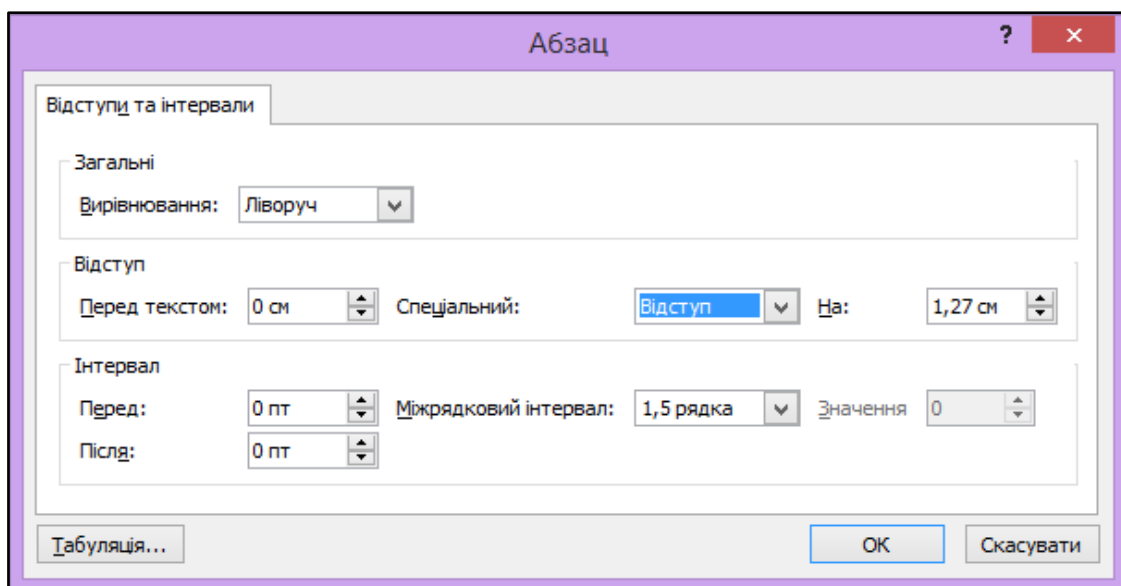 Абзац ?
Відступи та інтервали
Загальні
Вирівнювання: Ліворуч
Відступ
Перед текстом: 0 см Спеціальний: Відступ На: 1,27 см
Інтервал
Перед: 0 пт Міжрядковий інтервал: 1,5 рядка Значення 0
Після: 0 пт
Табуляція... ОК Скасувати